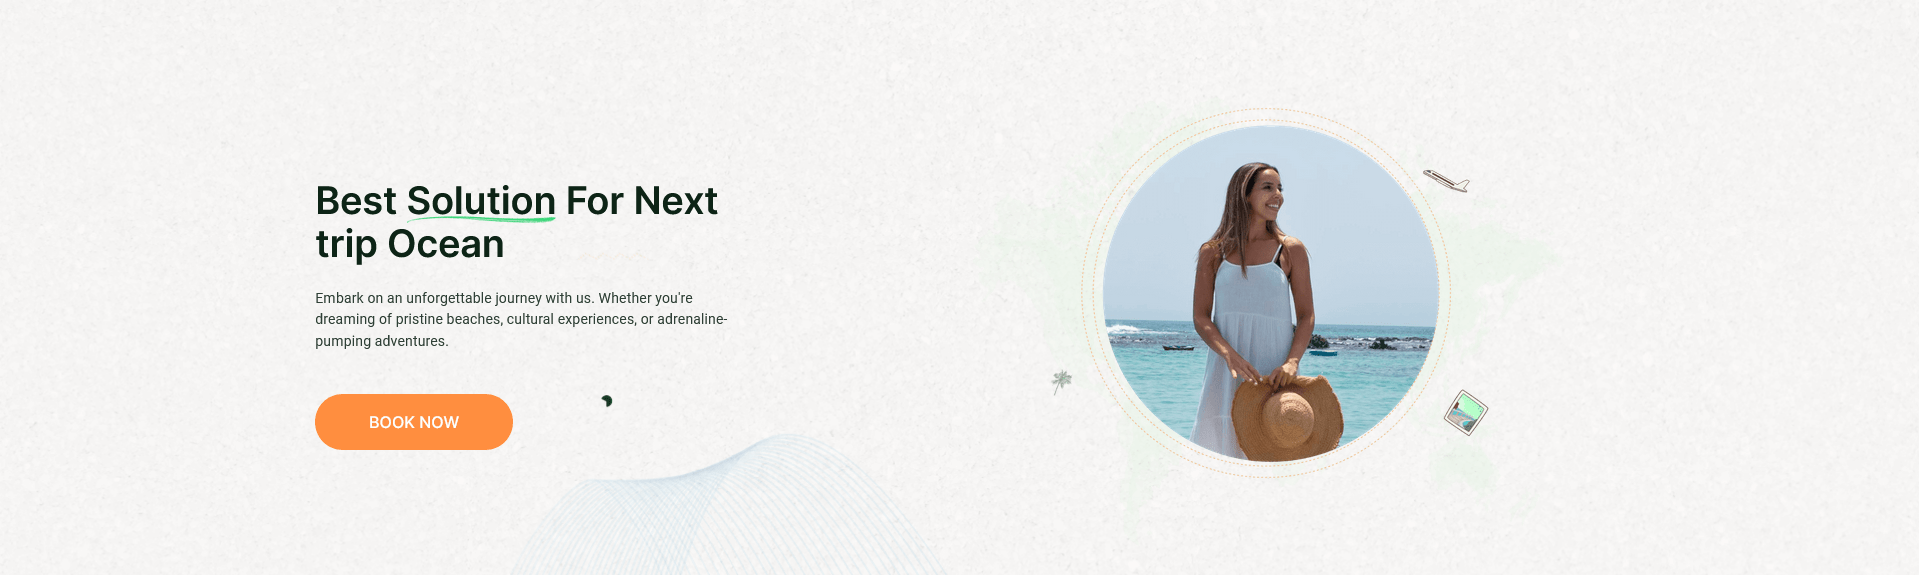 Best Solution For Next
trip Ocean
Embark on an unforgettable journey with us. Whether you're
dreaming of pristine beaches, cultural experiences, or adrenaline-
pumping adventures.
BOOK NOW